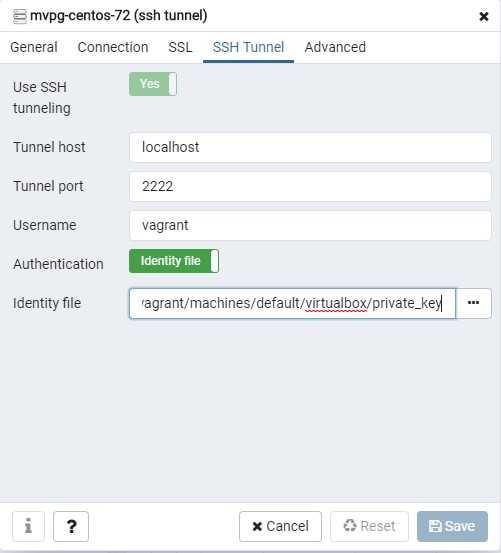 mvpg-centos-72 (ssh tunnel)
General Connection SSL SSH Tunnel Advanced
Use SSH
tunneling
Yes
Tunnel host
localhost
Tunnel port
2222
Username
vagrant
Authentication
Identity file
Identity file
/machines/default/virtualbox/private_key
...
i ? Cancel Reset Save